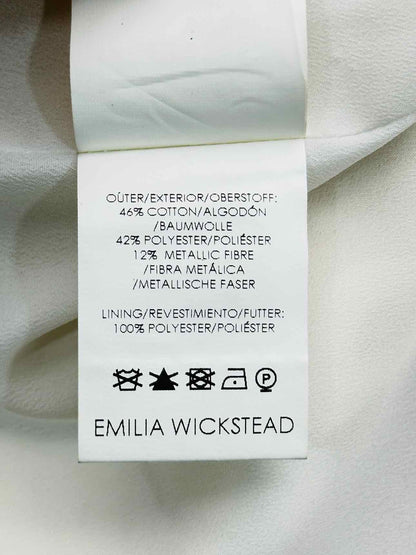 OÙTER/EXTERIOR/OBERSTOFF:
46% COTTON/ALGODÓN
/BAUMWOLLE
42% POLYESTER/POLIÉSTER
12% METALLIC FIBRE
/FIBRA METÁLICA
/METALLISCHE FASER
LINING/REVESTIMIENTO/FUTTER:
100% POLYESTER/POLIÉSTER
P
EMILIA WICKSTEAD